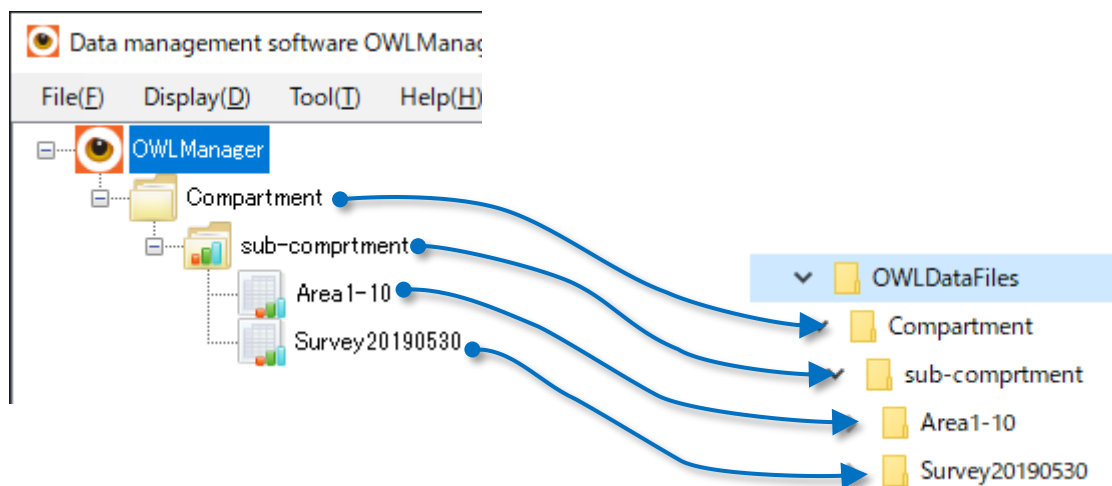 Data management software OWLManag
File(F) Display(D) Tool(T) Help(H)
OWLManager
Compartment
sub-comprtment
Area1-10
Survey20190530
OWLDataFiles
Compartment
sub-comprtment
Area1-10
Survey20190530